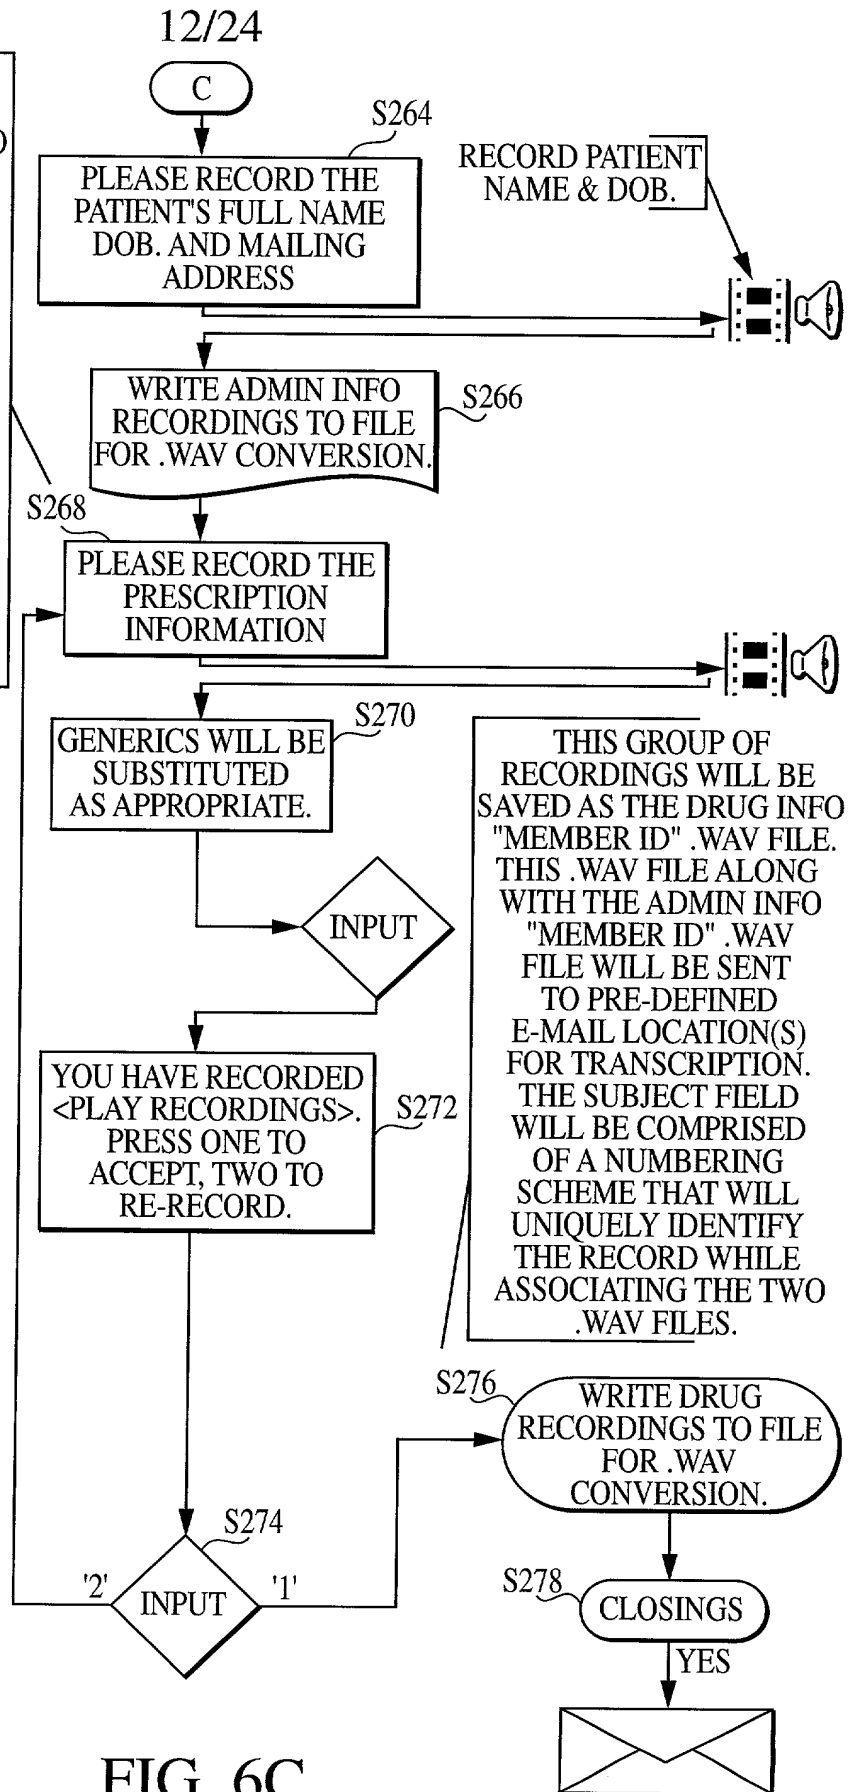 12/24
C
S264
PLEASE RECORD THE
PATIENT'S FULL NAME
DOB. AND MAILING
ADDRESS
RECORD PATIENT
NAME & DOB.
WRITE ADMIN INFO
RECORDINGS TO FILE
FOR .WAV CONVERSION.
S266
S268
PLEASE RECORD THE
PRESCRIPTION
INFORMATION
S270
GENERICS WILL BE
SUBSTITUTED
AS APPROPRIATE.
INPUT
THIS GROUP OF
RECORDINGS WILL BE
SAVED AS THE DRUG INFO
"MEMBER ID" .WAV FILE.
THIS .WAV FILE ALONG
WITH THE ADMIN INFO
"MEMBER ID" .WAV
FILE WILL BE SENT
TO PRE-DEFINED
E-MAIL LOCATION(S)
FOR TRANSCRIPTION.
THE SUBJECT FIELD
WILL BE COMPRISED
OF A NUMBERING
SCHEME THAT WILL
UNIQUELY IDENTIFY
THE RECORD WHILE
ASSOCIATING THE TWO
.WAV FILES.
YOU HAVE RECORDED
<PLAY RECORDINGS>.
PRESS ONE TO
ACCEPT, TWO TO
RE-RECORD.
S272
S274
'2'
INPUT
'1'
S276
WRITE DRUG
RECORDINGS TO FILE
FOR .WAV
CONVERSION.
S278
CLOSINGS
YES
FIG. 6C